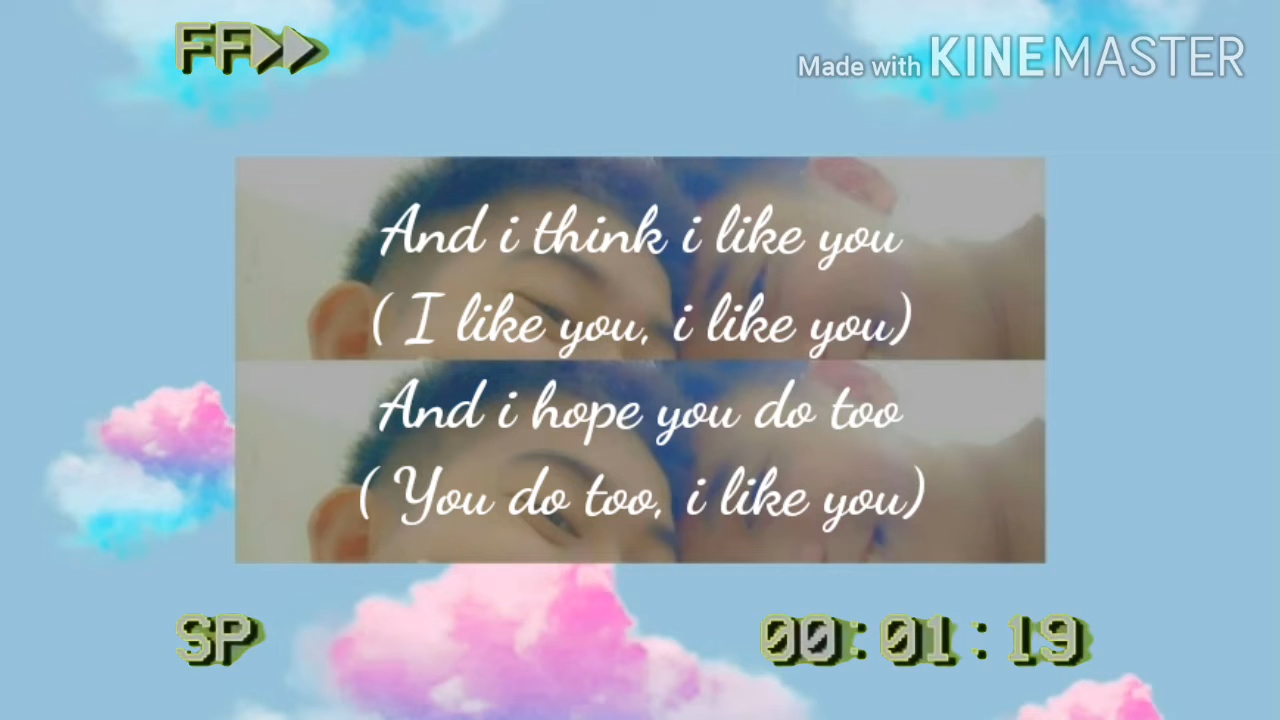 FF
Made with KINEMASTER
And i think i like you
( I like you, i like you)
And i hope you do too
( You do too, i like you)
SP
00:01:19